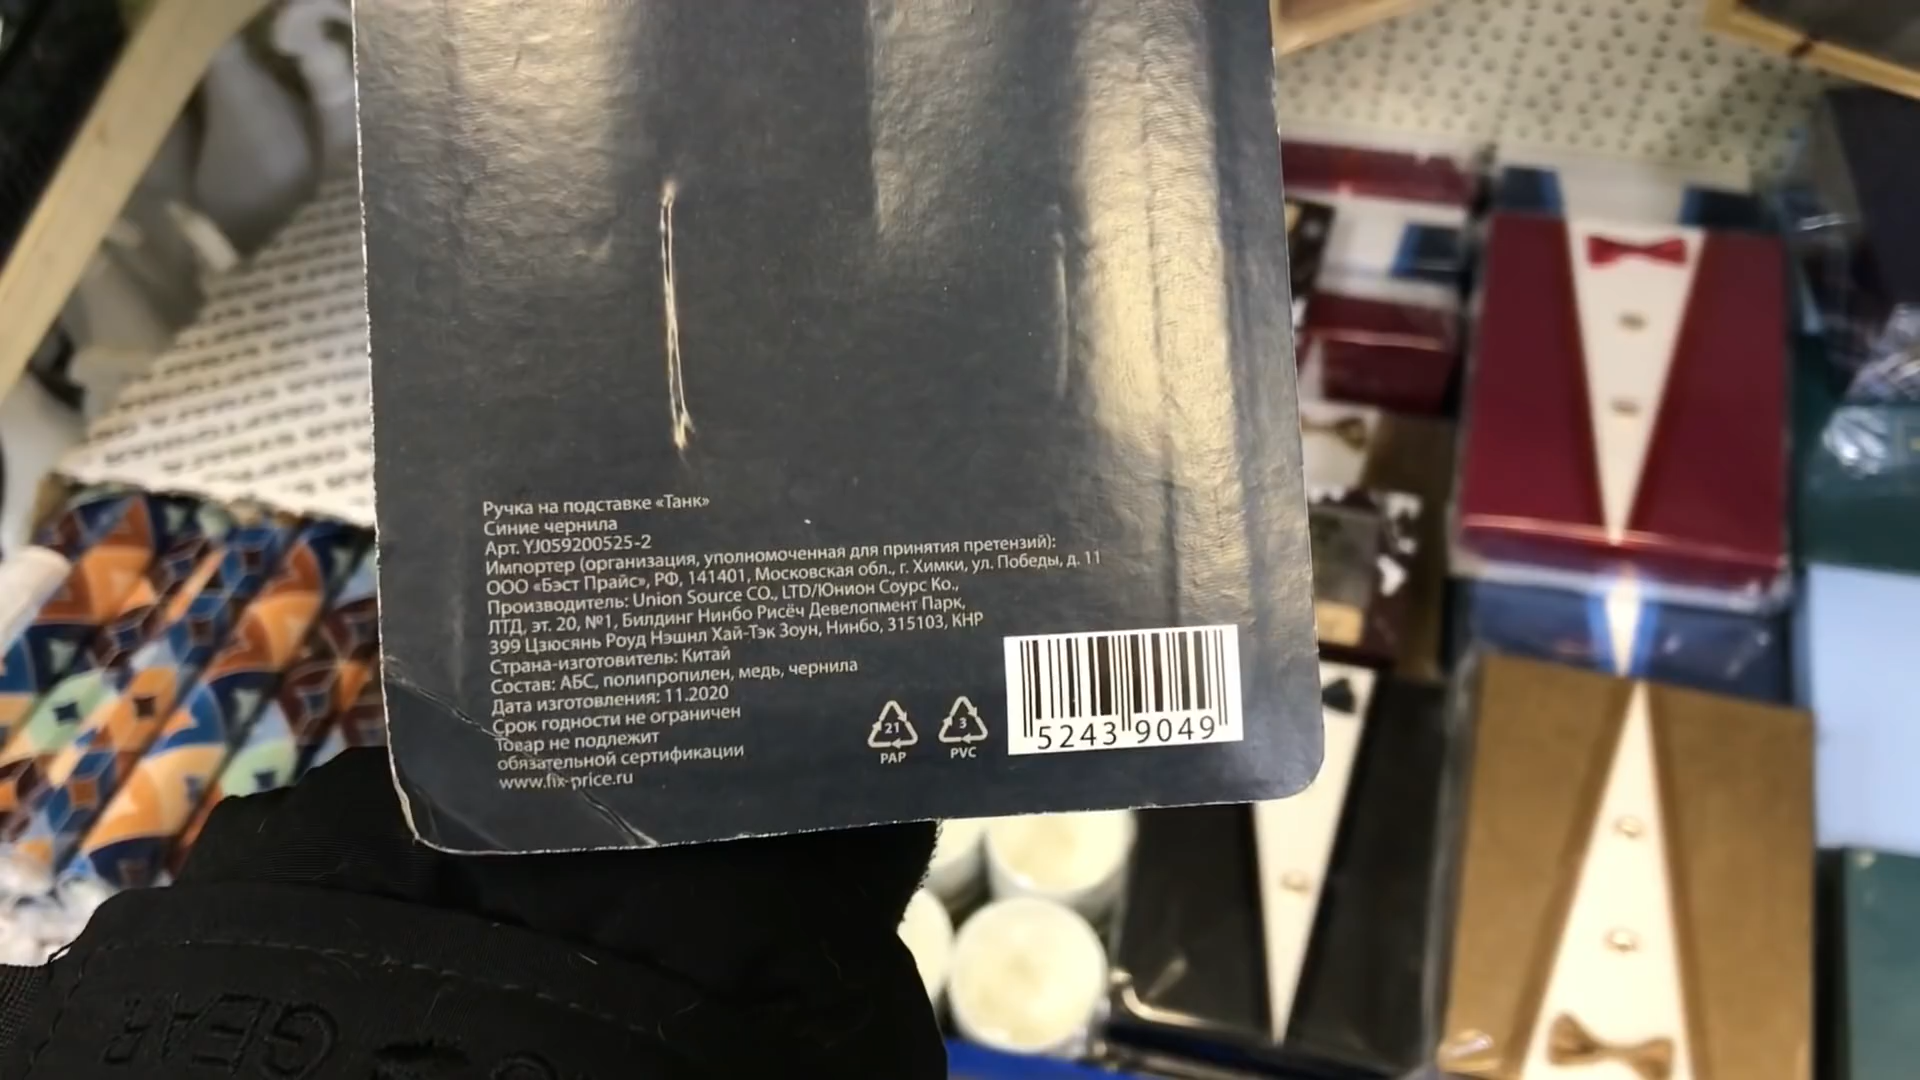 Ручка на подставке «Танк»
Синие чернила
Арт. YJ059200525-2
Импортер (организация, уполномоченная для принятия претензий):
ООО «Бэст Прайс», РФ, 141401, Московская обл., г. Химки, ул. Победы, д. 11
Производитель: Union Source CO., LTD/Юнион Соурс Ко.,
ЛТД, эт. 20, №1, Билдинг Нинбо Рисёч Девелопмент Парк,
399 Цзюсянь Роуд Нэшнл Хай-Тэк Зоун, Нинбо, 315103, КНР
Страна-изготовитель: Китай
Состав: АБС, полипропилен, медь, чернила
Дата изготовления: 11.2020
Срок годности не ограничен
Товар не подлежит
обязательной сертификации
www.fix-price.ru
21
PAP
3
PVC
5243 9049
GEAR